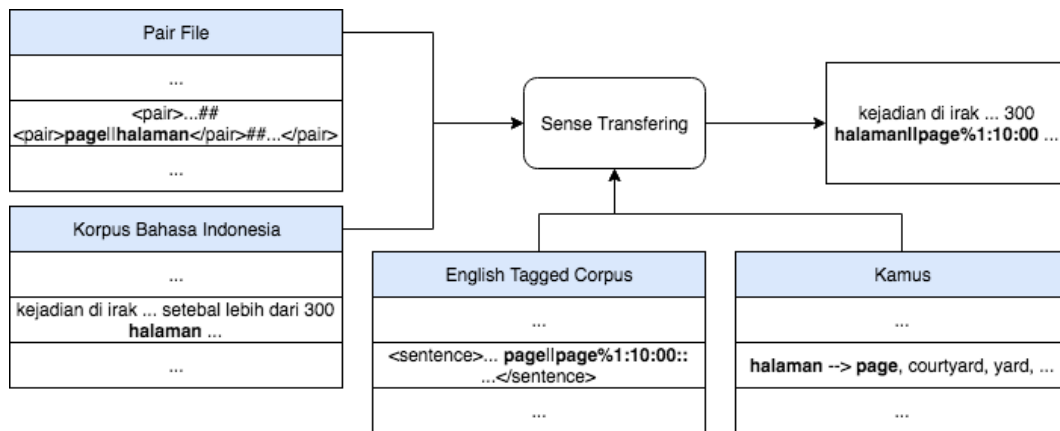 Pair File
...
<pair>...##
<pair>page||halaman</pair>##...</pair>
...
Korpus Bahasa Indonesia
...
kejadian di irak ... setebal lebih dari 300
halaman ...
...
Sense Transfering
kejadian di irak ... 300
halaman||page%1:10:00 ...
English Tagged Corpus
...
<sentence>... page||page%1:10:00::
...</sentence>
...
Kamus
...
halaman --> page, courtyard, yard, ...
...